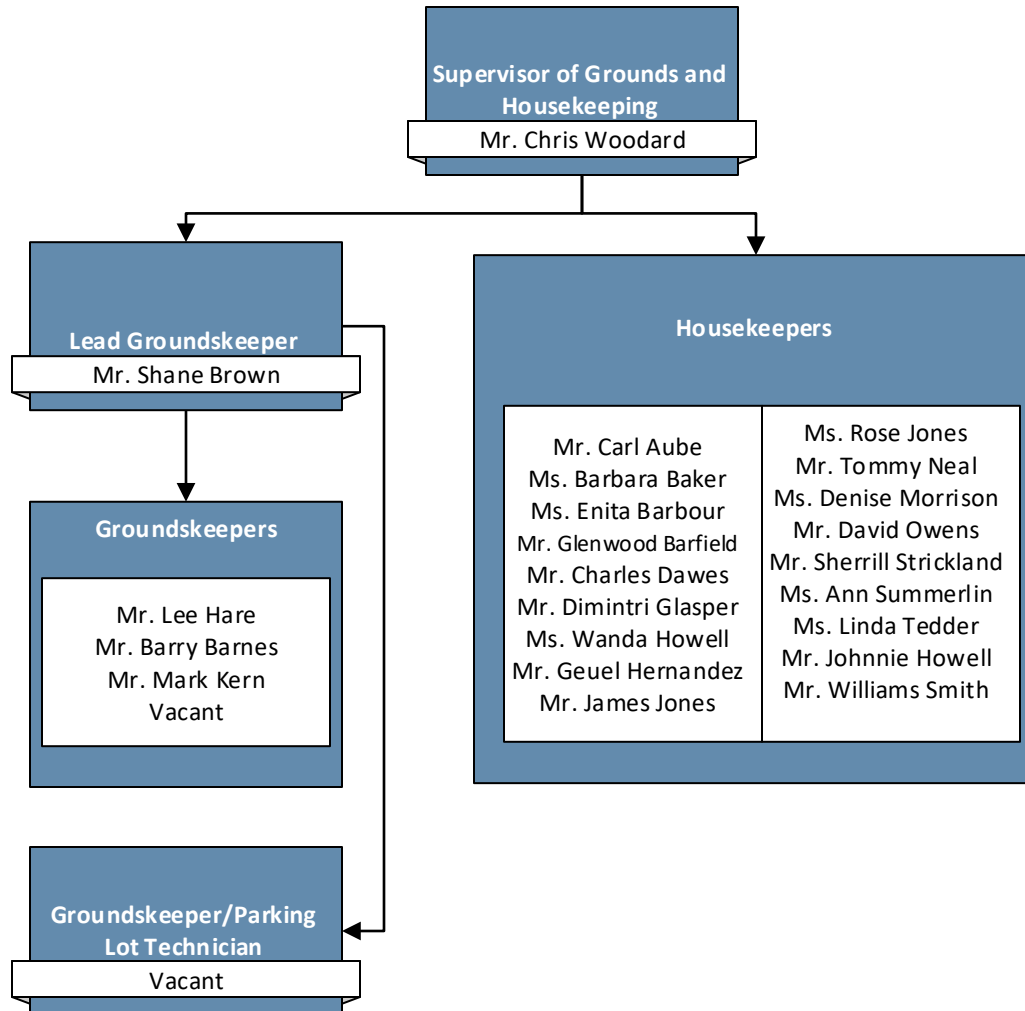 Supervisor of Grounds and
Housekeeping
Mr. Chris Woodard
Lead Groundskeeper
Mr. Shane Brown
Groundskeepers
Mr. Lee Hare
Mr. Barry Barnes
Mr. Mark Kern
Vacant
Groundskeeper/Parking
Lot Technician
Vacant
Housekeepers
Mr. Carl Aube
Ms. Barbara Baker
Ms. Enita Barbour
Mr. Glenwood Barfield
Mr. Charles Dawes
Mr. Dimintri Glasper
Ms. Wanda Howell
Mr. Geuel Hernandez
Mr. James Jones
Ms. Rose Jones
Mr. Tommy Neal
Ms. Denise Morrison
Mr. David Owens
Mr. Sherrill Strickland
Ms. Ann Summerlin
Ms. Linda Tedder
Mr. Johnnie Howell
Mr. Williams Smith